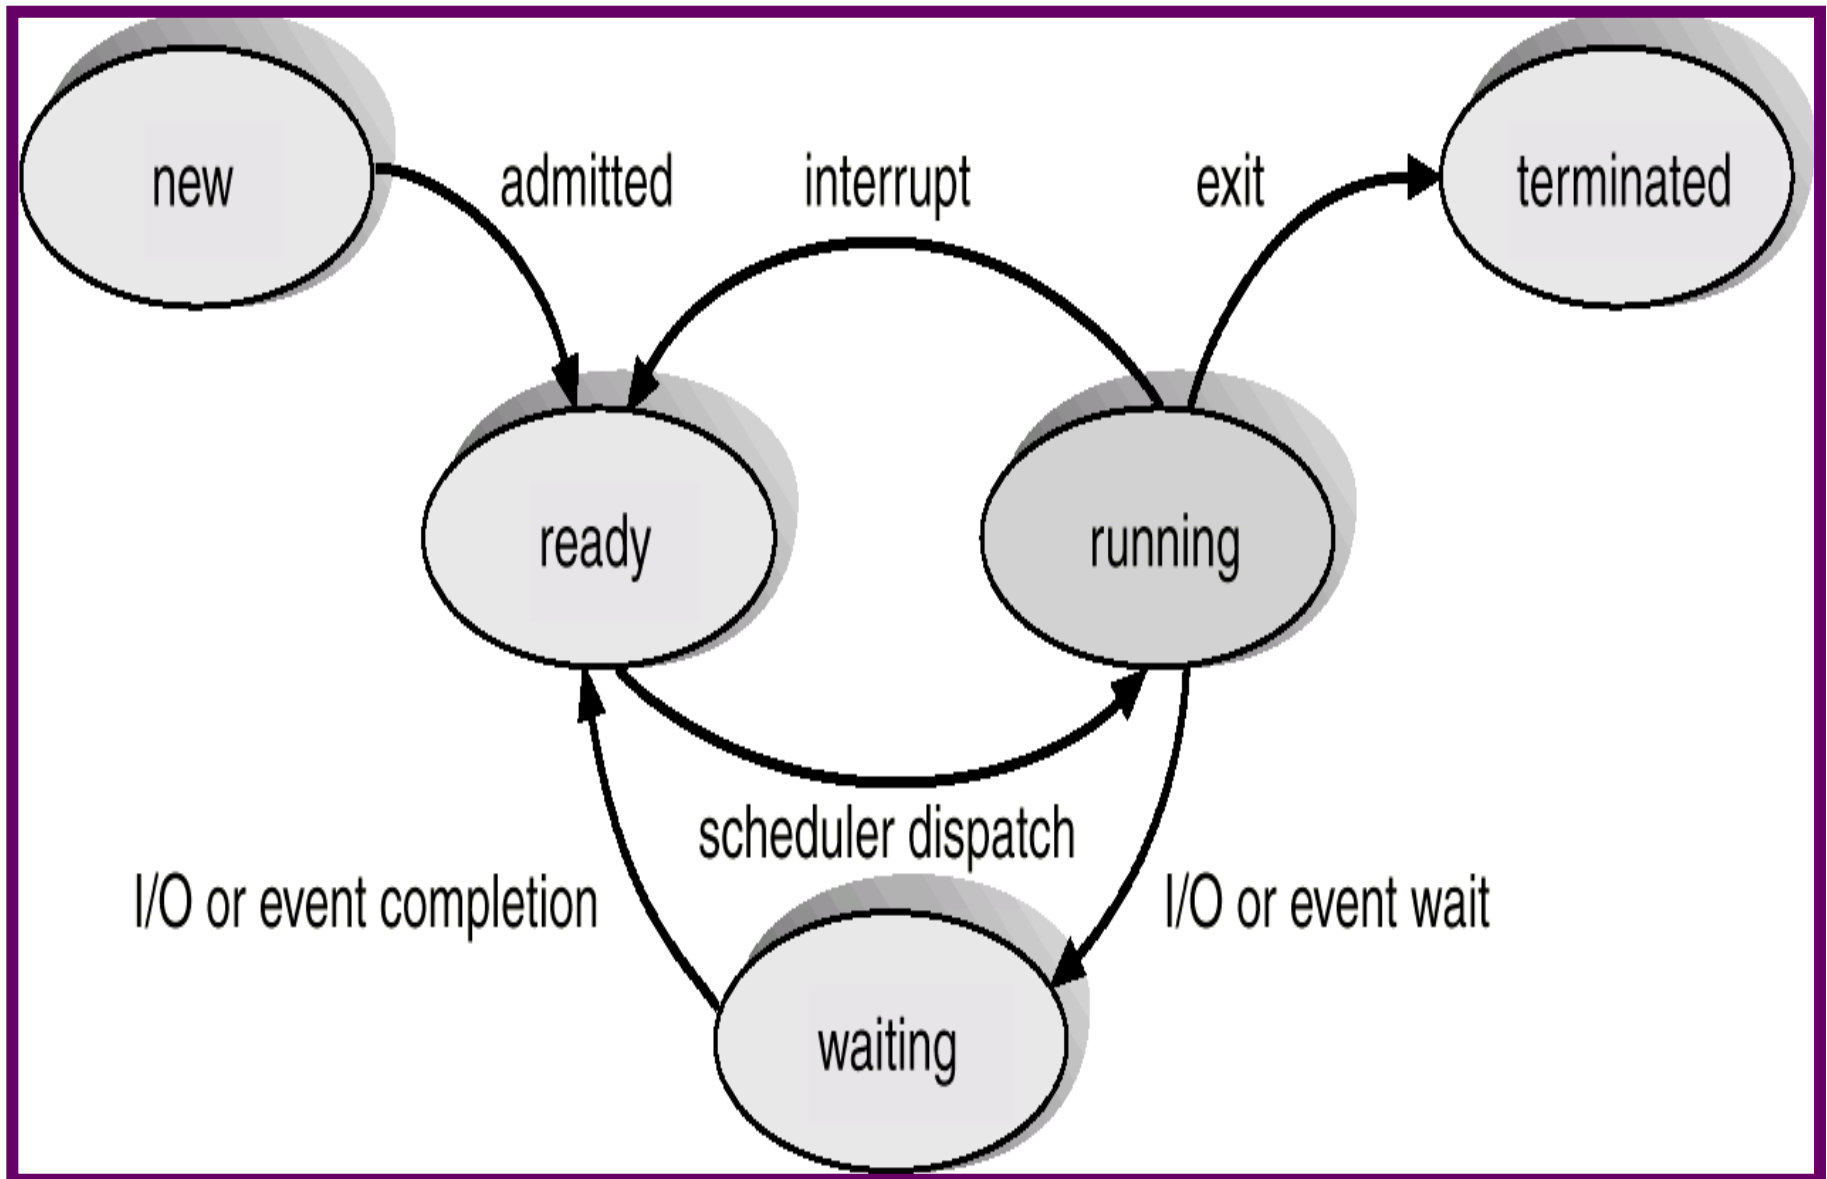 new
admitted
interrupt
exit
terminated
ready
running
scheduler dispatch
I/O or event completion
I/O or event wait
waiting